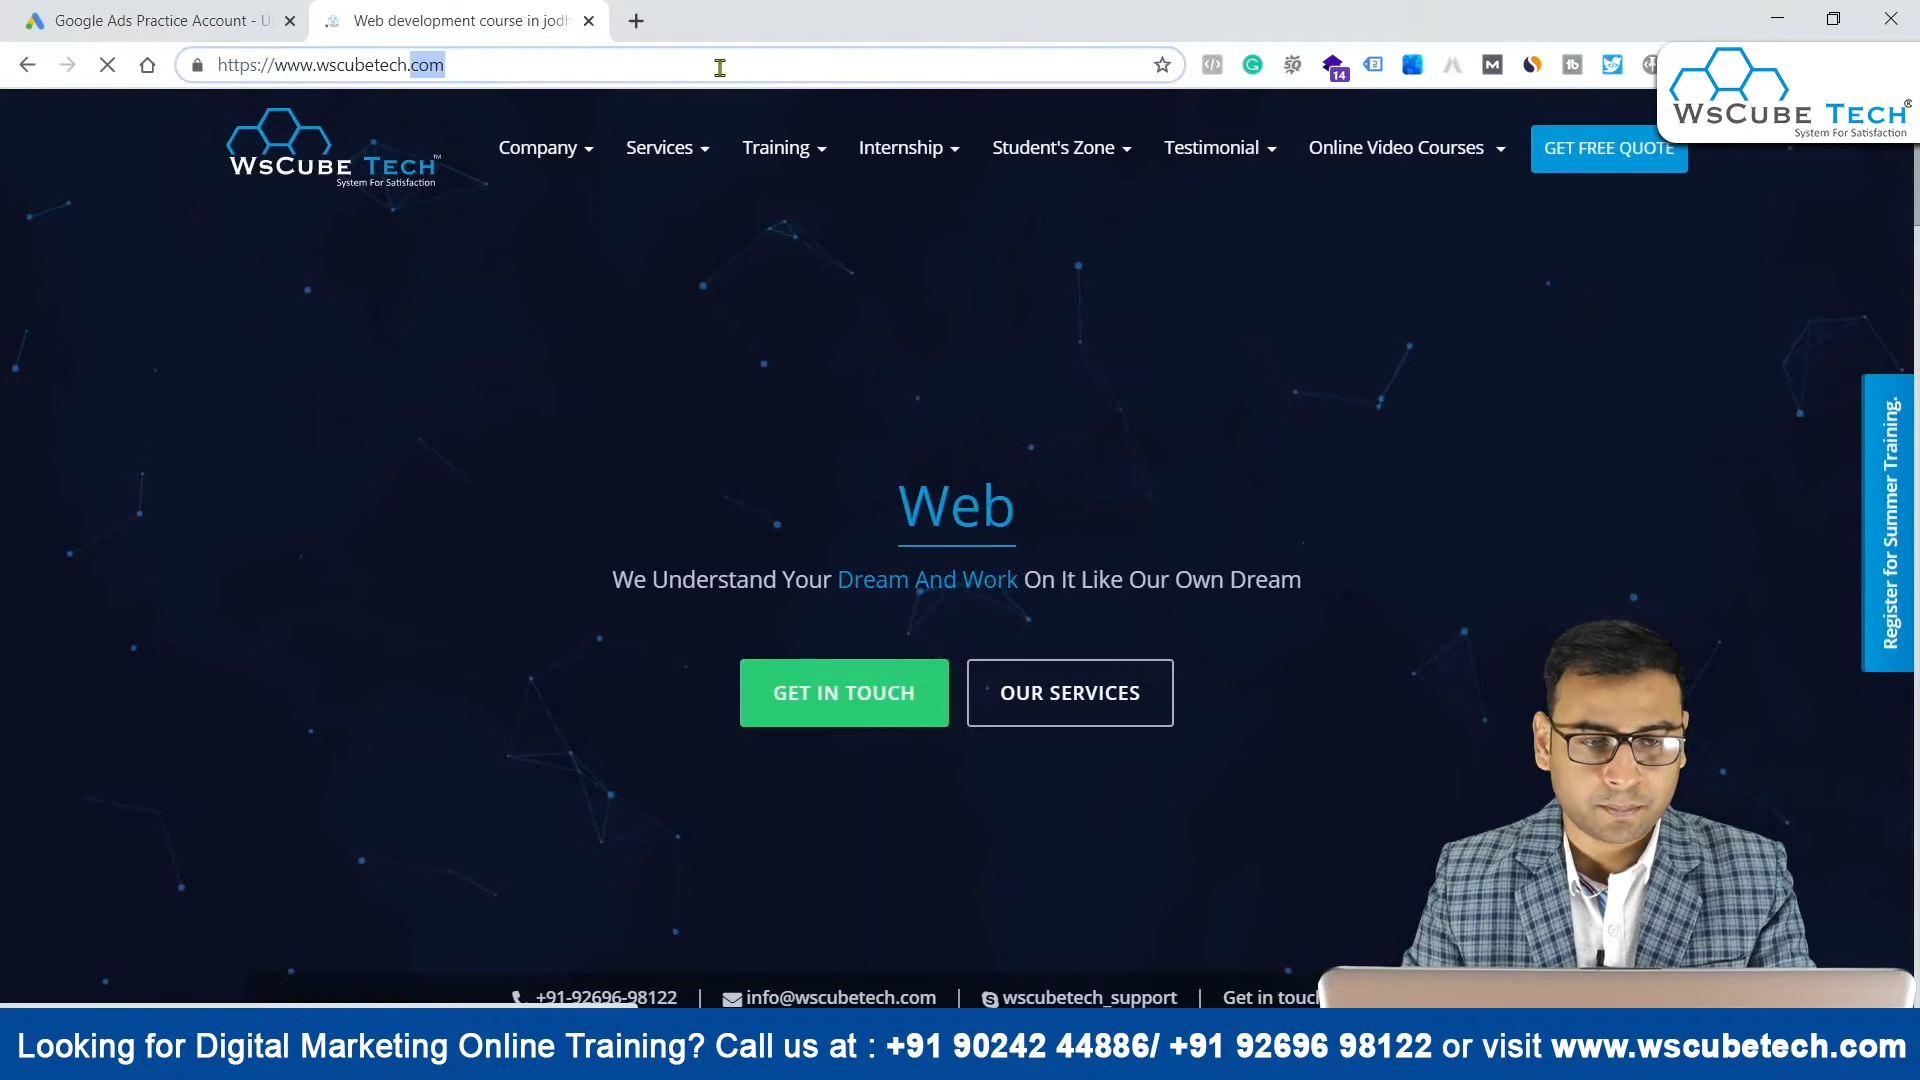 Google Ads Practice Account - U
Web development course in jodh
https://www.wscubetech.com
14
WsCube Tech®
System For Satisfaction
WsCube Tech™
System For Satisfaction
Company
Services
Training
Internship
Student's Zone
Testimonial
Online Video Courses
GET FREE QUOTE
Register for Summer Training.
Web
We Understand Your Dream And Work On It Like Our Own Dream
GET IN TOUCH
OUR SERVICES
+91-92696-98122 | info@wscubetech.com | wscubetech_support | Get in touc
Looking for Digital Marketing Online Training? Call us at : +91 90242 44886/ +91 92696 98122 or visit www.wscubetech.com